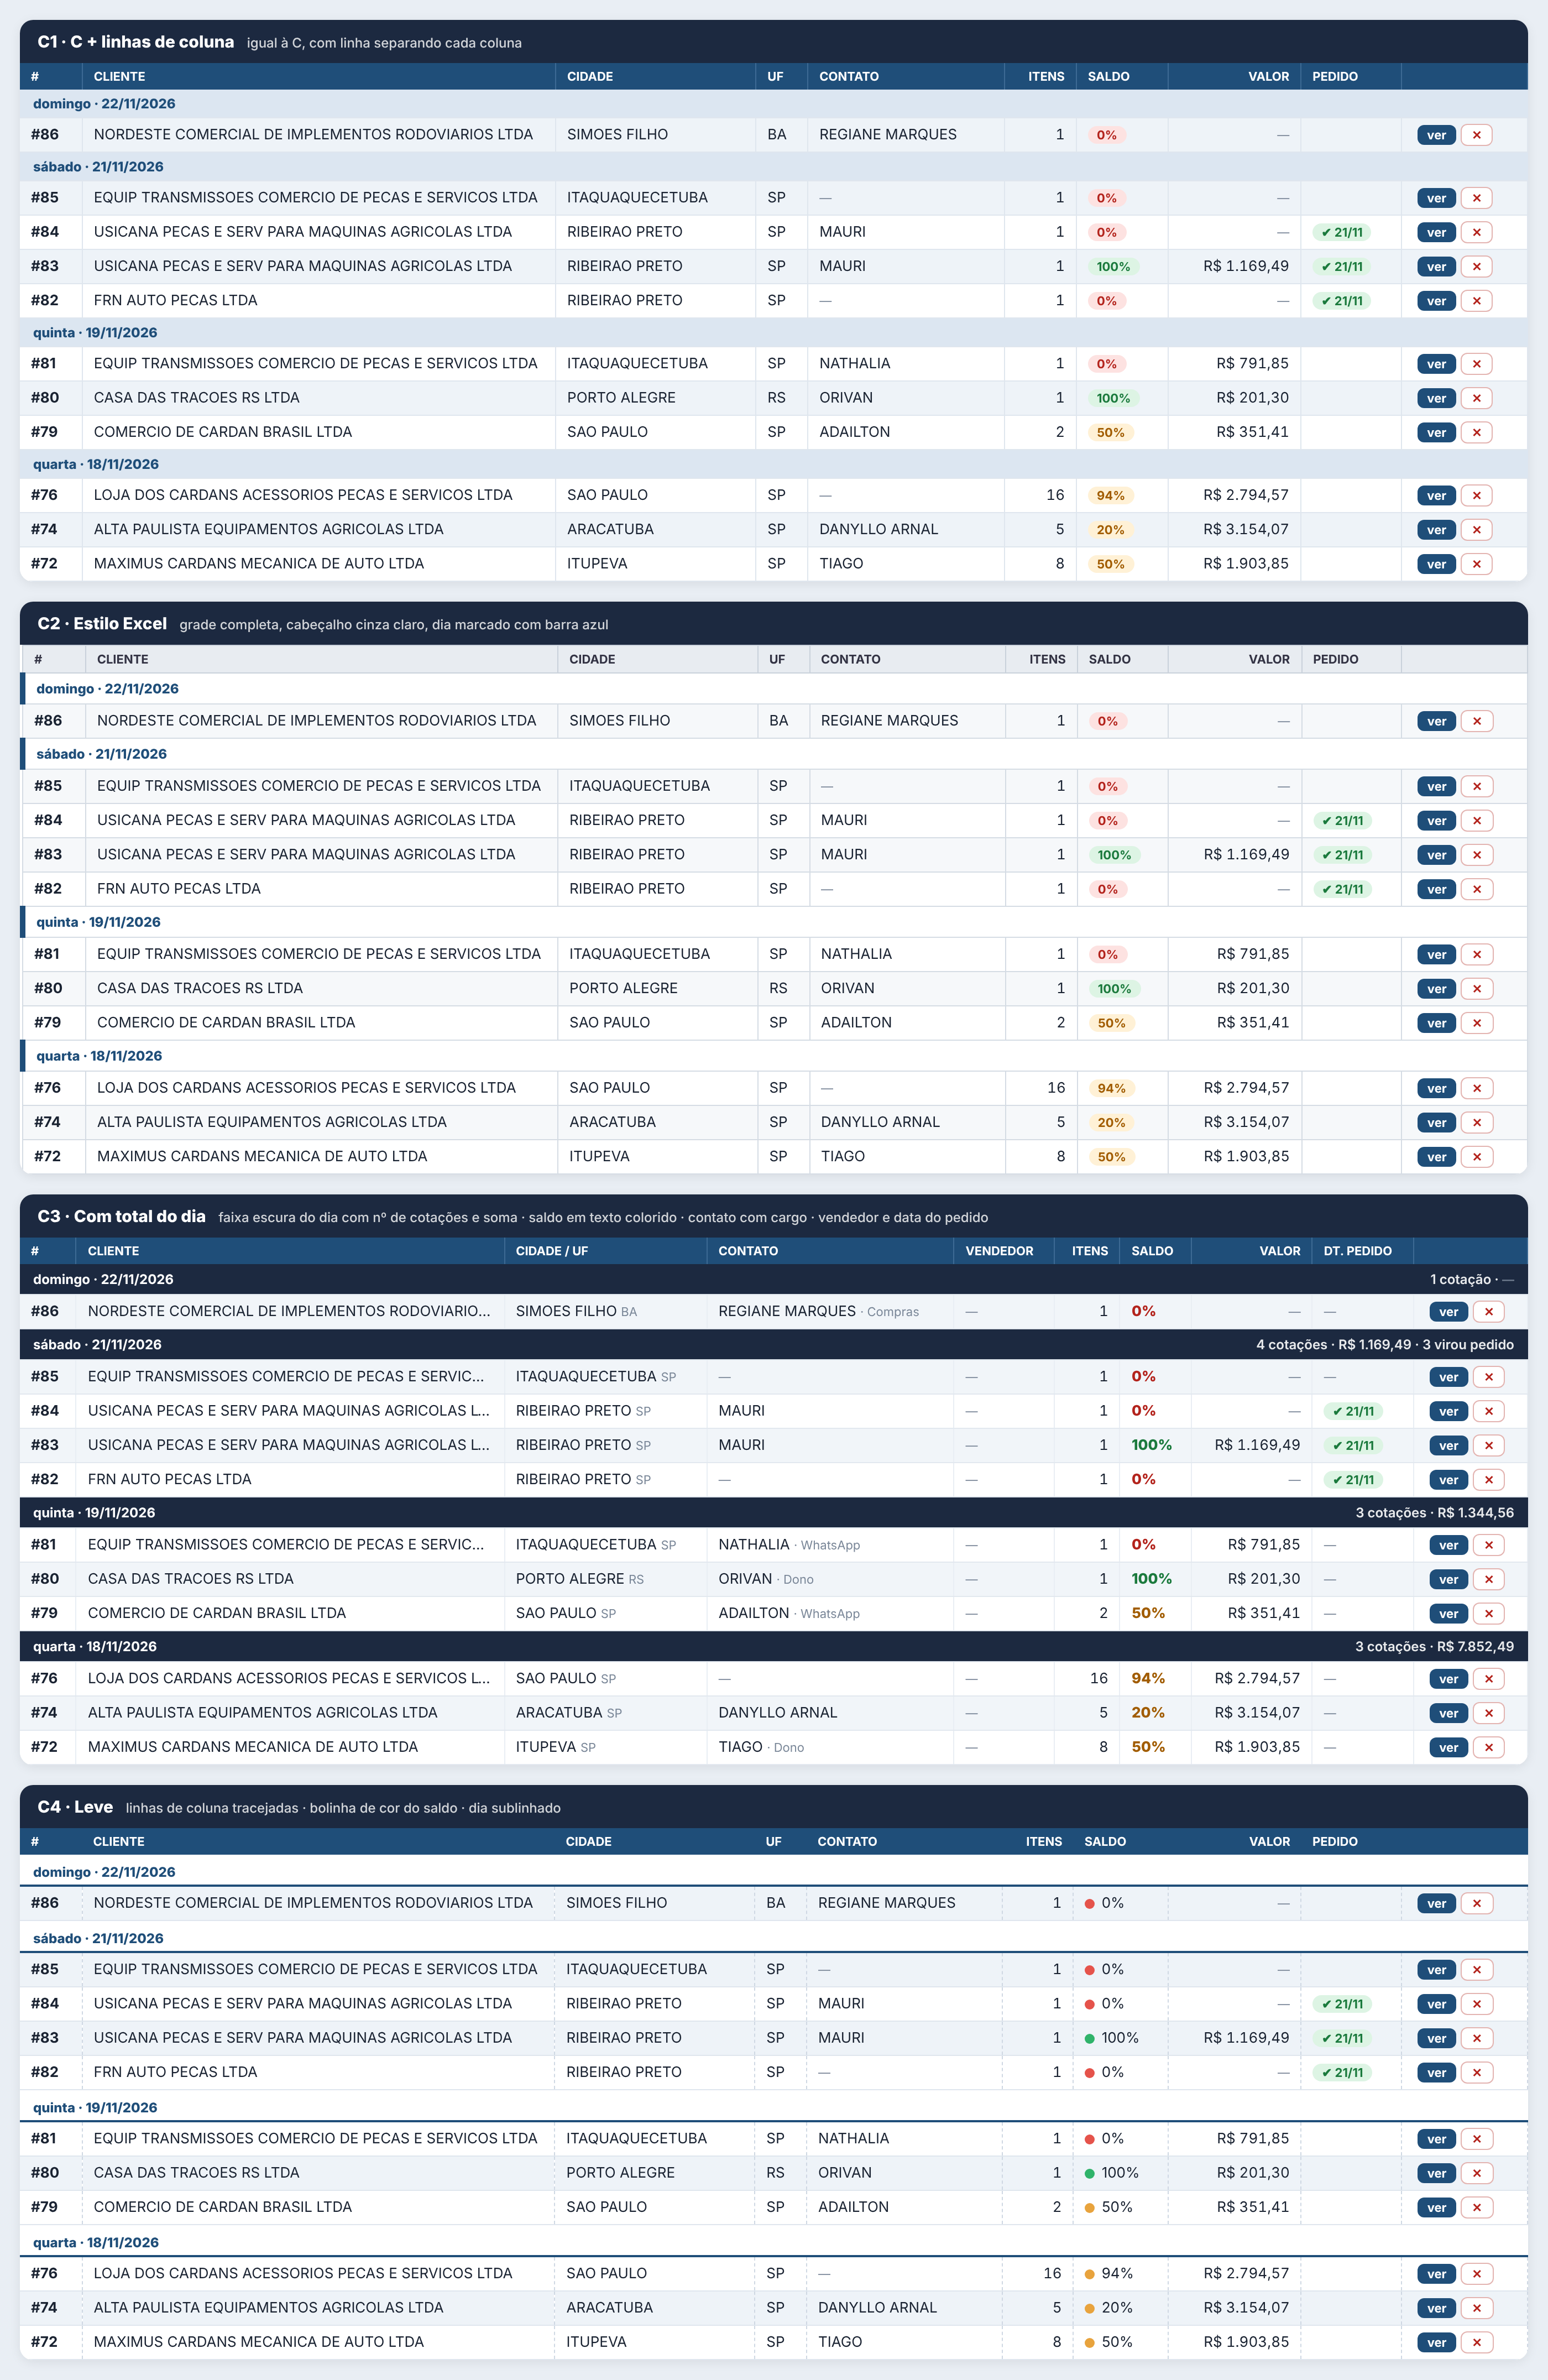 C1 · C + linhas de coluna igual à C, com linha separando cada coluna
# CLIENTE CIDADE UF CONTATO ITENS SALDO VALOR PEDIDO
domingo · 22/11/2026
#86 NORDESTE COMERCIAL DE IMPLEMENTOS RODOVIARIOS LTDA SIMOES FILHO BA REGIANE MARQUES 1 0% — ver ×
sábado · 21/11/2026
#85 EQUIP TRANSMISSOES COMERCIO DE PECAS E SERVICOS LTDA ITAQUAQUECETUBA SP — 1 0% — ver ×
#84 USICANA PECAS E SERV PARA MAQUINAS AGRICOLAS LTDA RIBEIRAO PRETO SP MAURI 1 0% — ✔ 21/11 ver ×
#83 USICANA PECAS E SERV PARA MAQUINAS AGRICOLAS LTDA RIBEIRAO PRETO SP MAURI 1 100% R$ 1.169,49 ✔ 21/11 ver ×
#82 FRN AUTO PECAS LTDA RIBEIRAO PRETO SP — 1 0% — ✔ 21/11 ver ×
quinta · 19/11/2026
#81 EQUIP TRANSMISSOES COMERCIO DE PECAS E SERVICOS LTDA ITAQUAQUECETUBA SP NATHALIA 1 0% R$ 791,85 ver ×
#80 CASA DAS TRACOES RS LTDA PORTO ALEGRE RS ORIVAN 1 100% R$ 201,30 ver ×
#79 COMERCIO DE CARDAN BRASIL LTDA SAO PAULO SP ADAILTON 2 50% R$ 351,41 ver ×
quarta · 18/11/2026
#76 LOJA DOS CARDANS ACESSORIOS PECAS E SERVICOS LTDA SAO PAULO SP — 16 94% R$ 2.794,57 ver ×
#74 ALTA PAULISTA EQUIPAMENTOS AGRICOLAS LTDA ARACATUBA SP DANYLLO ARNAL 5 20% R$ 3.154,07 ver ×
#72 MAXIMUS CARDANS MECANICA DE AUTO LTDA ITUPEVA SP TIAGO 8 50% R$ 1.903,85 ver ×
C2 · Estilo Excel grade completa, cabeçalho cinza claro, dia marcado com barra azul
# CLIENTE CIDADE UF CONTATO ITENS SALDO VALOR PEDIDO
domingo · 22/11/2026
#86 NORDESTE COMERCIAL DE IMPLEMENTOS RODOVIARIOS LTDA SIMOES FILHO BA REGIANE MARQUES 1 0% — ver ×
sábado · 21/11/2026
#85 EQUIP TRANSMISSOES COMERCIO DE PECAS E SERVICOS LTDA ITAQUAQUECETUBA SP — 1 0% — ver ×
#84 USICANA PECAS E SERV PARA MAQUINAS AGRICOLAS LTDA RIBEIRAO PRETO SP MAURI 1 0% — ✔ 21/11 ver ×
#83 USICANA PECAS E SERV PARA MAQUINAS AGRICOLAS LTDA RIBEIRAO PRETO SP MAURI 1 100% R$ 1.169,49 ✔ 21/11 ver ×
#82 FRN AUTO PECAS LTDA RIBEIRAO PRETO SP — 1 0% — ✔ 21/11 ver ×
quinta · 19/11/2026
#81 EQUIP TRANSMISSOES COMERCIO DE PECAS E SERVICOS LTDA ITAQUAQUECETUBA SP NATHALIA 1 0% R$ 791,85 ver ×
#80 CASA DAS TRACOES RS LTDA PORTO ALEGRE RS ORIVAN 1 100% R$ 201,30 ver ×
#79 COMERCIO DE CARDAN BRASIL LTDA SAO PAULO SP ADAILTON 2 50% R$ 351,41 ver ×
quarta · 18/11/2026
#76 LOJA DOS CARDANS ACESSORIOS PECAS E SERVICOS LTDA SAO PAULO SP — 16 94% R$ 2.794,57 ver ×
#74 ALTA PAULISTA EQUIPAMENTOS AGRICOLAS LTDA ARACATUBA SP DANYLLO ARNAL 5 20% R$ 3.154,07 ver ×
#72 MAXIMUS CARDANS MECANICA DE AUTO LTDA ITUPEVA SP TIAGO 8 50% R$ 1.903,85 ver ×
C3 · Com total do dia faixa escura do dia com nº de cotações e soma · saldo em texto colorido · contato com cargo · vendedor e data do pedido
# CLIENTE CIDADE / UF CONTATO VENDEDOR ITENS SALDO VALOR DT. PEDIDO
domingo · 22/11/2026 1 cotação · —
#86 NORDESTE COMERCIAL DE IMPLEMENTOS RODOVIARIO... SIMOES FILHO BA REGIANE MARQUES · Compras — 1 0% — — ver ×
sábado · 21/11/2026 4 cotações · R$ 1.169,49 · 3 virou pedido
#85 EQUIP TRANSMISSOES COMERCIO DE PECAS E SERVIC... ITAQUAQUECETUBA SP — — 1 0% — — ver ×
#84 USICANA PECAS E SERV PARA MAQUINAS AGRICOLAS L... RIBEIRAO PRETO SP MAURI — 1 0% — ✔ 21/11 ver ×
#83 USICANA PECAS E SERV PARA MAQUINAS AGRICOLAS L... RIBEIRAO PRETO SP MAURI — 1 100% R$ 1.169,49 ✔ 21/11 ver ×
#82 FRN AUTO PECAS LTDA RIBEIRAO PRETO SP — — 1 0% — ✔ 21/11 ver ×
quinta · 19/11/2026 3 cotações · R$ 1.344,56
#81 EQUIP TRANSMISSOES COMERCIO DE PECAS E SERVIC... ITAQUAQUECETUBA SP NATHALIA · WhatsApp — 1 0% R$ 791,85 — ver ×
#80 CASA DAS TRACOES RS LTDA PORTO ALEGRE RS ORIVAN · Dono — 1 100% R$ 201,30 — ver ×
#79 COMERCIO DE CARDAN BRASIL LTDA SAO PAULO SP ADAILTON · WhatsApp — 2 50% R$ 351,41 — ver ×
quarta · 18/11/2026 3 cotações · R$ 7.852,49
#76 LOJA DOS CARDANS ACESSORIOS PECAS E SERVICOS L... SAO PAULO SP — — 16 94% R$ 2.794,57 — ver ×
#74 ALTA PAULISTA EQUIPAMENTOS AGRICOLAS LTDA ARACATUBA SP DANYLLO ARNAL — 5 20% R$ 3.154,07 — ver ×
#72 MAXIMUS CARDANS MECANICA DE AUTO LTDA ITUPEVA SP TIAGO · Dono — 8 50% R$ 1.903,85 — ver ×
C4 · Leve linhas de coluna tracejadas · bolinha de cor do saldo · dia sublinhado
# CLIENTE CIDADE UF CONTATO ITENS SALDO VALOR PEDIDO
domingo · 22/11/2026
#86 NORDESTE COMERCIAL DE IMPLEMENTOS RODOVIARIOS LTDA SIMOES FILHO BA REGIANE MARQUES 1 0% — ver ×
sábado · 21/11/2026
#85 EQUIP TRANSMISSOES COMERCIO DE PECAS E SERVICOS LTDA ITAQUAQUECETUBA SP — 1 0% — ver ×
#84 USICANA PECAS E SERV PARA MAQUINAS AGRICOLAS LTDA RIBEIRAO PRETO SP MAURI 1 0% — ✔ 21/11 ver ×
#83 USICANA PECAS E SERV PARA MAQUINAS AGRICOLAS LTDA RIBEIRAO PRETO SP MAURI 1 100% R$ 1.169,49 ✔ 21/11 ver ×
#82 FRN AUTO PECAS LTDA RIBEIRAO PRETO SP — 1 0% — ✔ 21/11 ver ×
quinta · 19/11/2026
#81 EQUIP TRANSMISSOES COMERCIO DE PECAS E SERVICOS LTDA ITAQUAQUECETUBA SP NATHALIA 1 0% R$ 791,85 ver ×
#80 CASA DAS TRACOES RS LTDA PORTO ALEGRE RS ORIVAN 1 100% R$ 201,30 ver ×
#79 COMERCIO DE CARDAN BRASIL LTDA SAO PAULO SP ADAILTON 2 50% R$ 351,41 ver ×
quarta · 18/11/2026
#76 LOJA DOS CARDANS ACESSORIOS PECAS E SERVICOS LTDA SAO PAULO SP — 16 94% R$ 2.794,57 ver ×
#74 ALTA PAULISTA EQUIPAMENTOS AGRICOLAS LTDA ARACATUBA SP DANYLLO ARNAL 5 20% R$ 3.154,07 ver ×
#72 MAXIMUS CARDANS MECANICA DE AUTO LTDA ITUPEVA SP TIAGO 8 50% R$ 1.903,85 ver ×